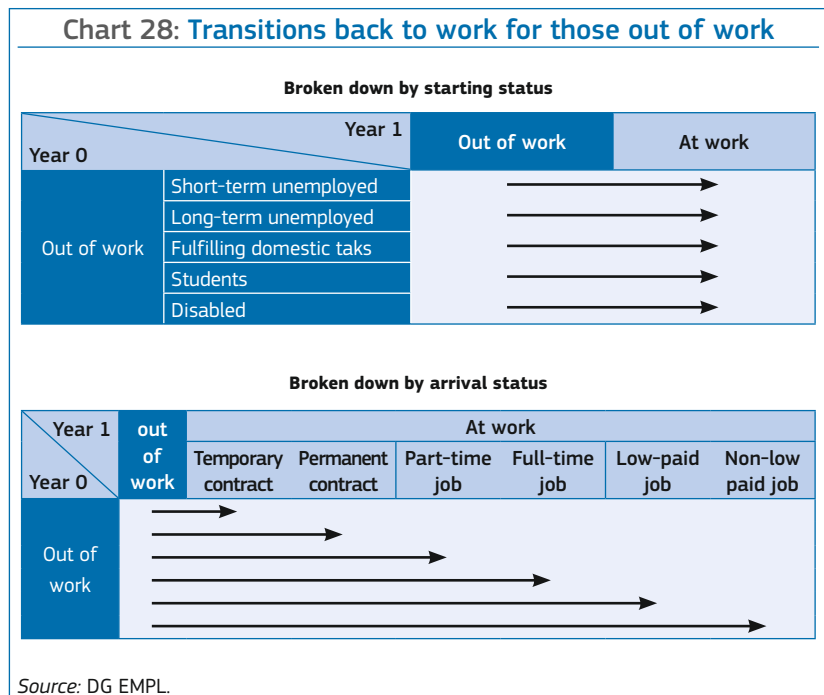 Chart 28: Transitions back to work for those out of work
Broken down by starting status
Year 1
Year 0
Out of work
At work
Out of work
Short-term unemployed
Long-term unemployed
Fulfilling domestic taks
Students
Disabled
Broken down by arrival status
Year 1
Year 0
out
of
work
At work
Temporary
contract
Permanent
contract
Part-time
job
Full-time
job
Low-paid
job
Non-low
paid job
Out of
work
Source: DG EMPL.